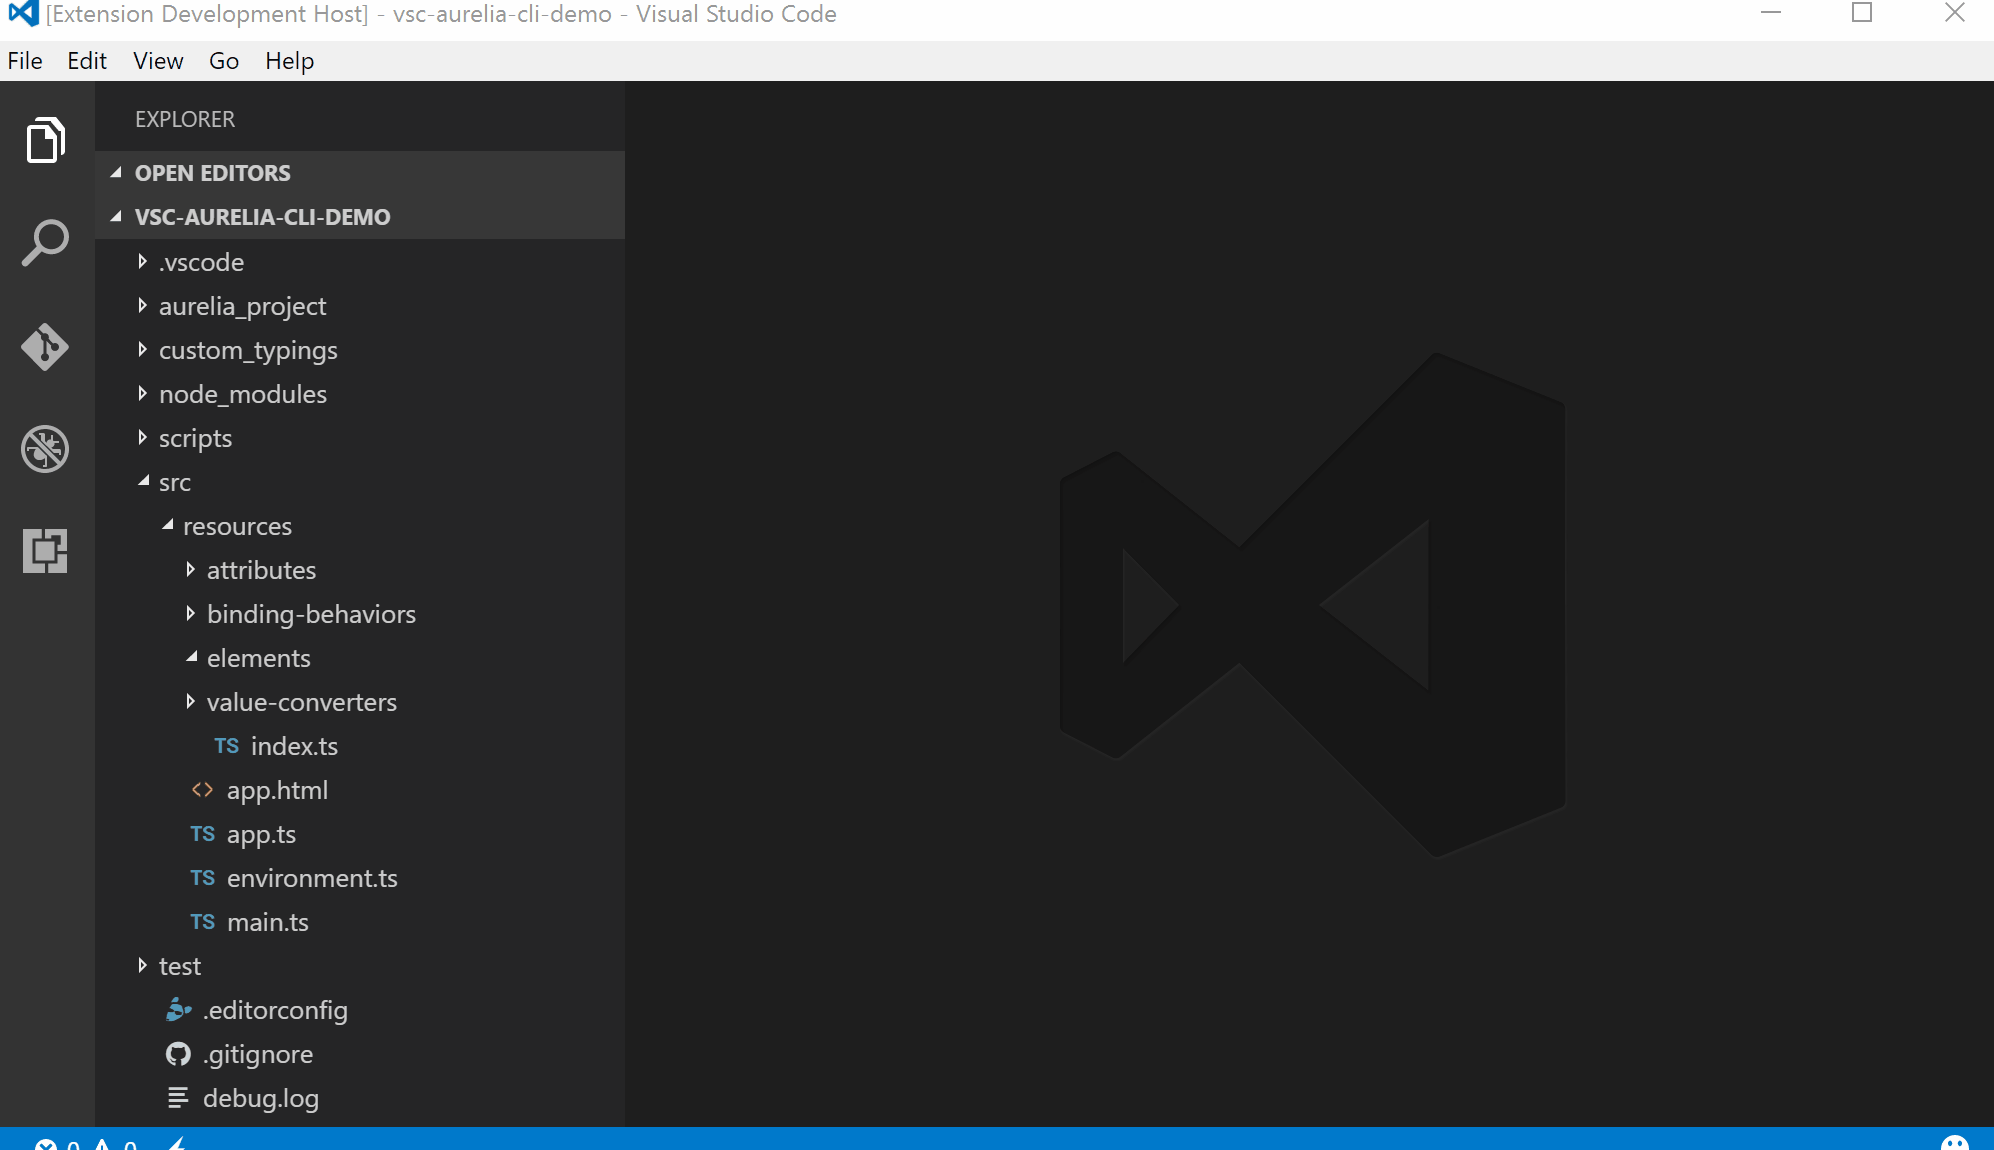 [Extension Development Host] - vsc-aurelia-cli-demo - Visual Studio Code
File Edit View Go Help
EXPLORER
OPEN EDITORS
VSC-AURELIA-CLI-DEMO
.vscode
aurelia_project
custom_typings
node_modules
scripts
src
resources
attributes
binding-behaviors
elements
value-converters
TS index.ts
<> app.html
TS app.ts
TS environment.ts
TS main.ts
test
.editorconfig
.gitignore
debug.log
0 0